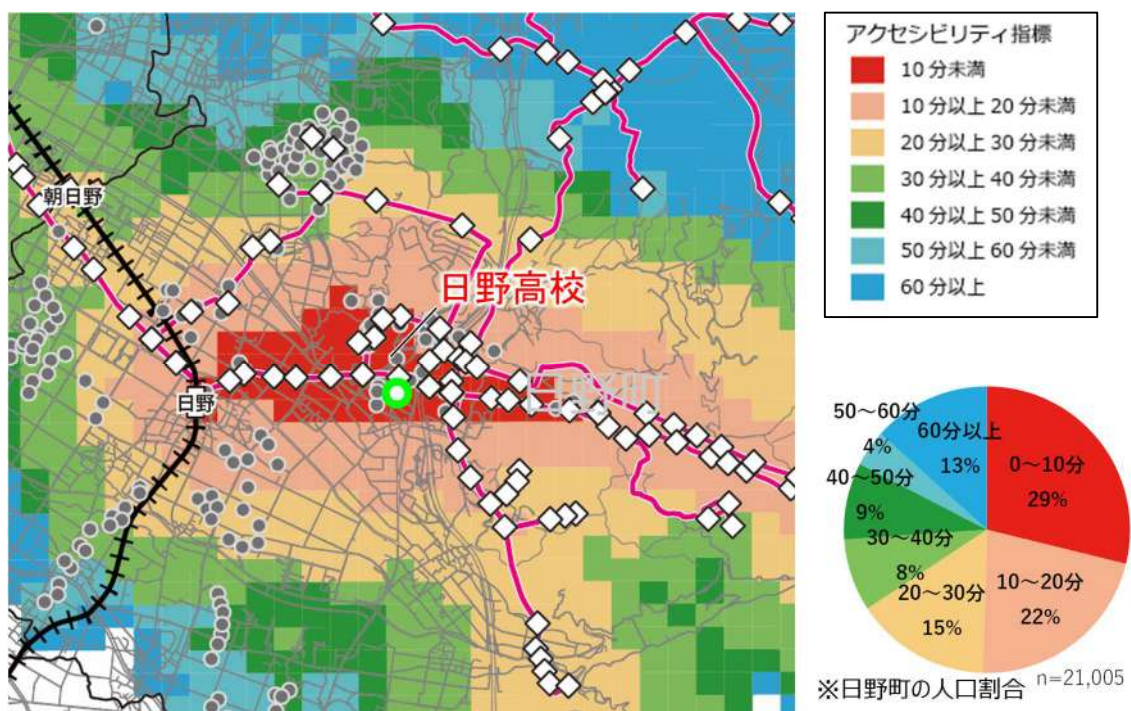 朝日野
日野高校
日野
日野町
アクセシビリティ指標
10分未満
10分以上20分未満
20分以上30分未満
30分以上40分未満
40分以上50分未満
50分以上60分未満
60分以上
50～60分
4%
60分以上
13%
0～10分
29%
40～50分
9%
30～40分
8%
20～30分
15%
10～20分
22%
※日野町の人口割合 n=21,005